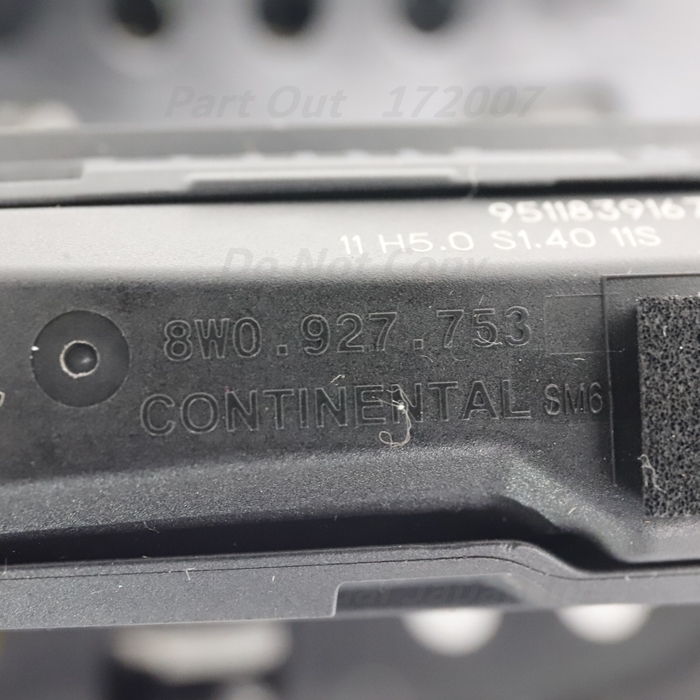 Part Out 172007
9511839167
11 H5.0 S1.40 11S
Do Not Copy
8W0.927.753
CONTINENTAL SM6